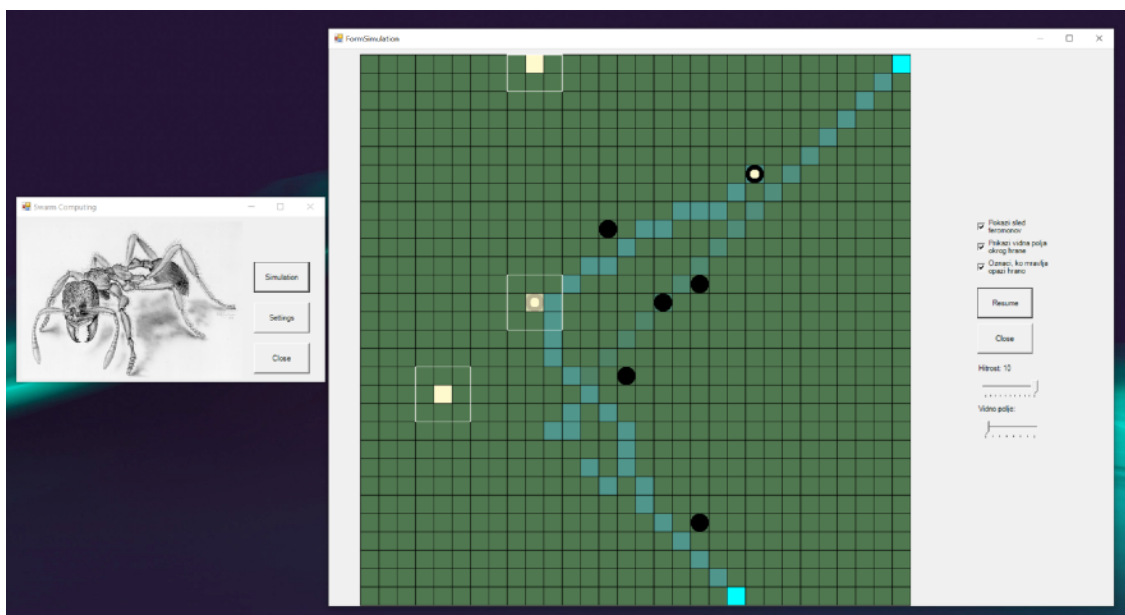 FormSimulation
Swarm Computing
Simulation
Settings
Close
Pokazi sled
feromonov
Prikazi vidna polja
okrog hrane
Oznaci, ko mravlja
opazi hrano
Resume
Close
Hitrost: 10
Vidno polje: